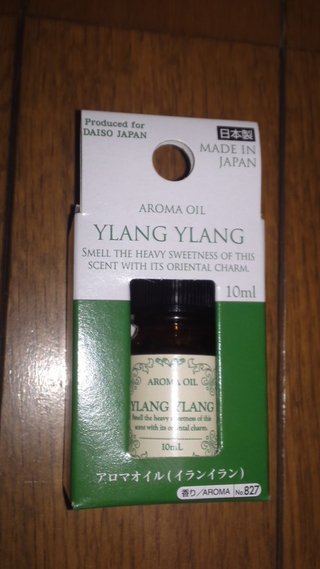 Produced for
DAISO JAPAN
日本製
MADE IN
JAPAN
AROMA OIL
YLANG YLANG
SMELL THE HEAVY SWEETNESS OF THIS
SCENT WITH ITS ORIENTAL CHARM.
10ml
AROMA OIL
YLANG YLANG
Smell the heavy sweetness of this
scent with its oriental charm.
10mL
アロマオイル(イランイラン)
香り/AROMA No.827